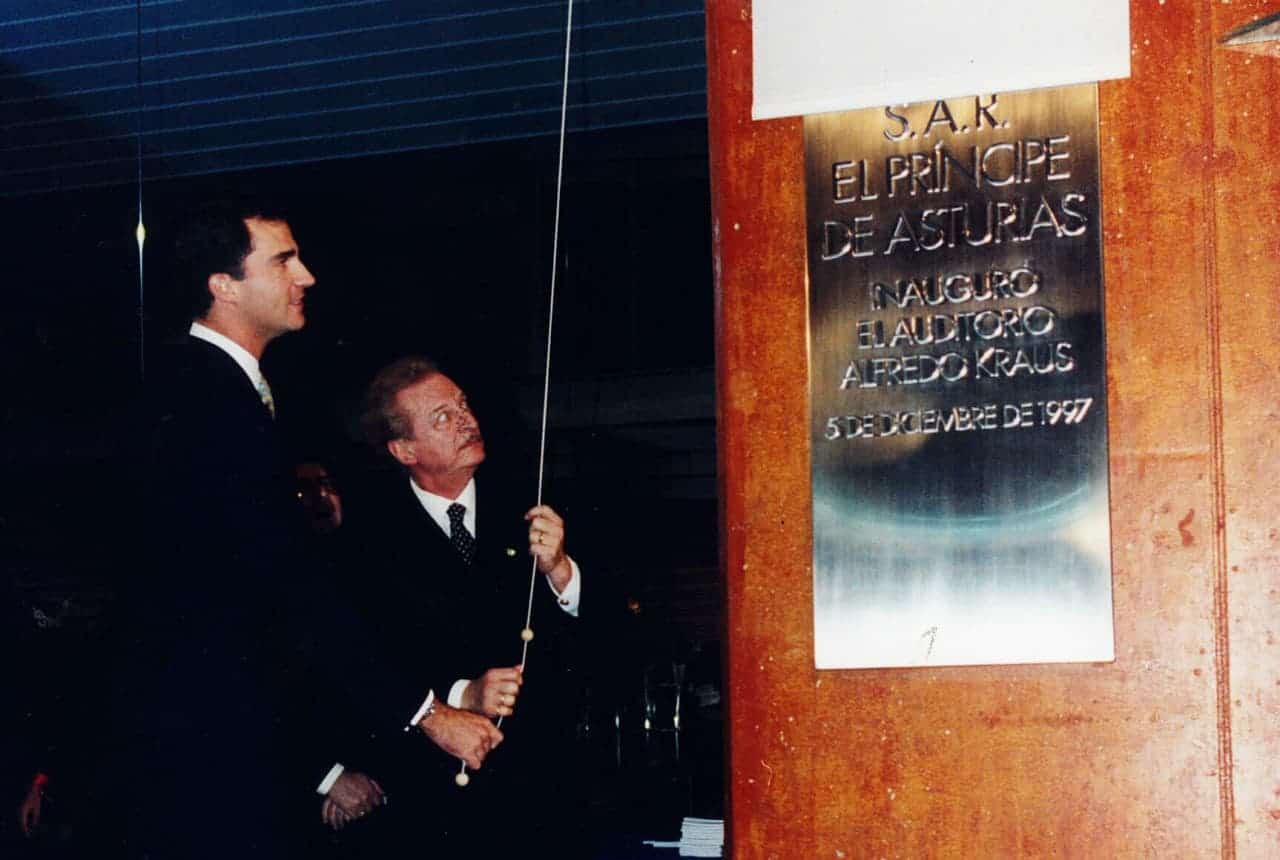 S.A.R.
EL PRÍNCIPE
DE ASTURIAS
INAUGURÓ
EL AUDITORIO
ALFREDO KRAUS
5 DE DICIEMBRE DE 1997